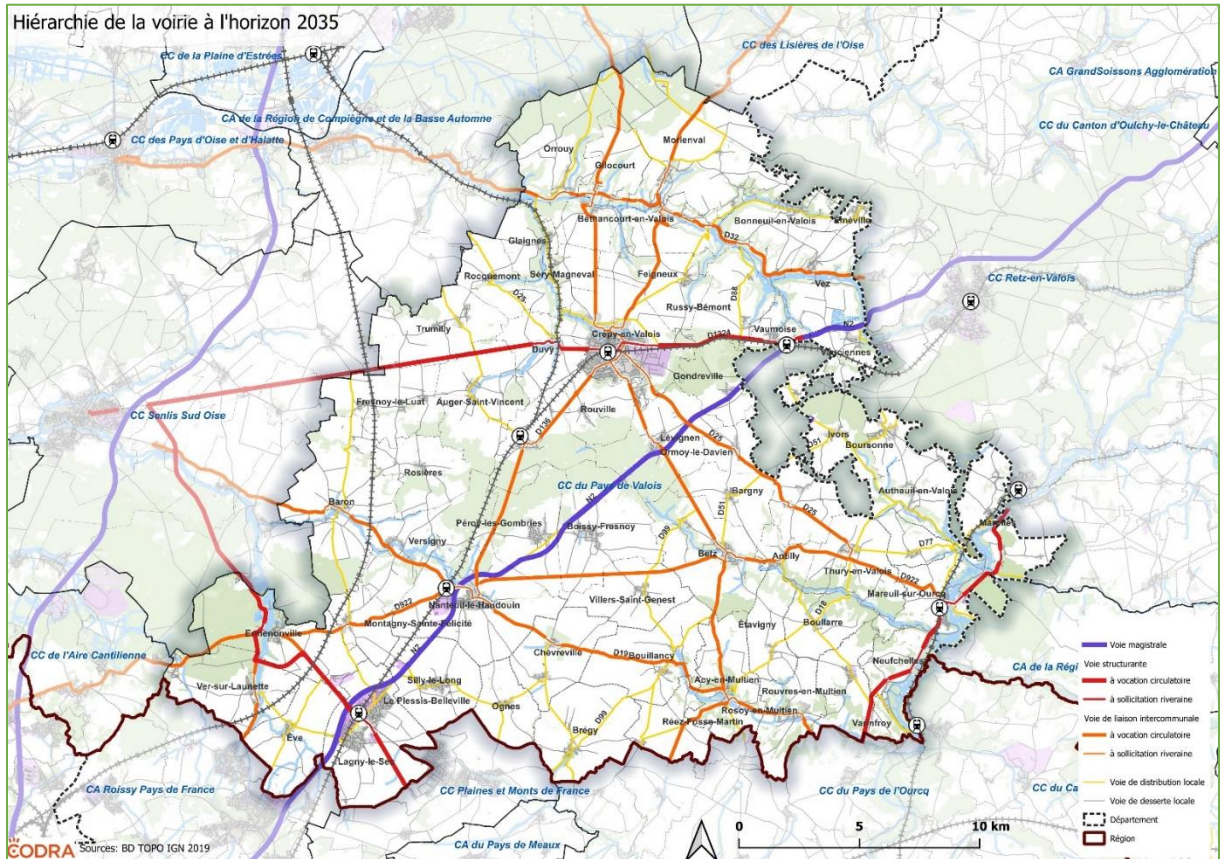 Hiérarchie de la voirie à l'horizon 2035
CC de la Plaine d'Estrées
CC des Lisières de l'Oise
CA GrandSoissons Agglomération
CA de la Région de Compiègne et de la Basse Automne
CC du Canton d'Oulchy-le-Château
CC des Pays d'Oise et d'Halatte
Morienval
Orrouy
Gilocourt
Béthancourt-en-Valois
Bonneuil-en-Valois
Éméville
D32
Glaignes
Rocquemont
Séry-Magneval
Feigneux
CC Retz-en-Valois
Vez
D25
Russy-Bémont
D88
Trumilly
Crépy-en-Valois
Vaumoise
N2
Duvy
Vauciennes
Gondreville
Fresnoy-le-Luat
Auger-Saint-Vincent
CC Senlis Sud Oise
Rouville
D136
Lévignen
D25
Ivors
D51
Boursonne
Ormoy-le-Davien
Rosières
CC du Pays de Valois
Bargny
Autheuil-en-Valois
N2
Baron
D51
D25
Péroy-les-Gombries
Boissy-Fresnoy
D99
Marolles
Versigny
Betz
Antilly
D77
Thury-en-Valois
D922
Nanteuil-le-Haudouin
Villers-Saint-Genest
Mareuil-sur-Ourcq
D922
Montagny-Sainte-Félicité
D18
Ermenonville
Étavigny
Boullarre
N2
Chèvreville
D19
Bouillancy
Neufchelles
CC de l'Aire Cantilienne
Ver-sur-Launette
Silly-le-Long
Acy-en-Multien
Rouvres-en-Multien
Le Plessis-Belleville
Ognes
Rosoy-en-Multien
Réez-Fosse-Martin
Varinfroy
Ève
D99
Brégy
Lagny-le-Sec
CA Roissy Pays de France
CC Plaines et Monts de France
CC du Pays de l'Ourcq
CA du Pays de Meaux
Voie magistrale
Voie structurante
à vocation circulatoire
CA de la Régi
à sollicitation riveraine
Voie de liaison intercommunale
à vocation circulatoire
à sollicitation riveraine
Voie de distribution locale
CC du Ca
Voie de desserte locale
Département
Région
0 5 10 km
CODRA Sources: BD TOPO IGN 2019